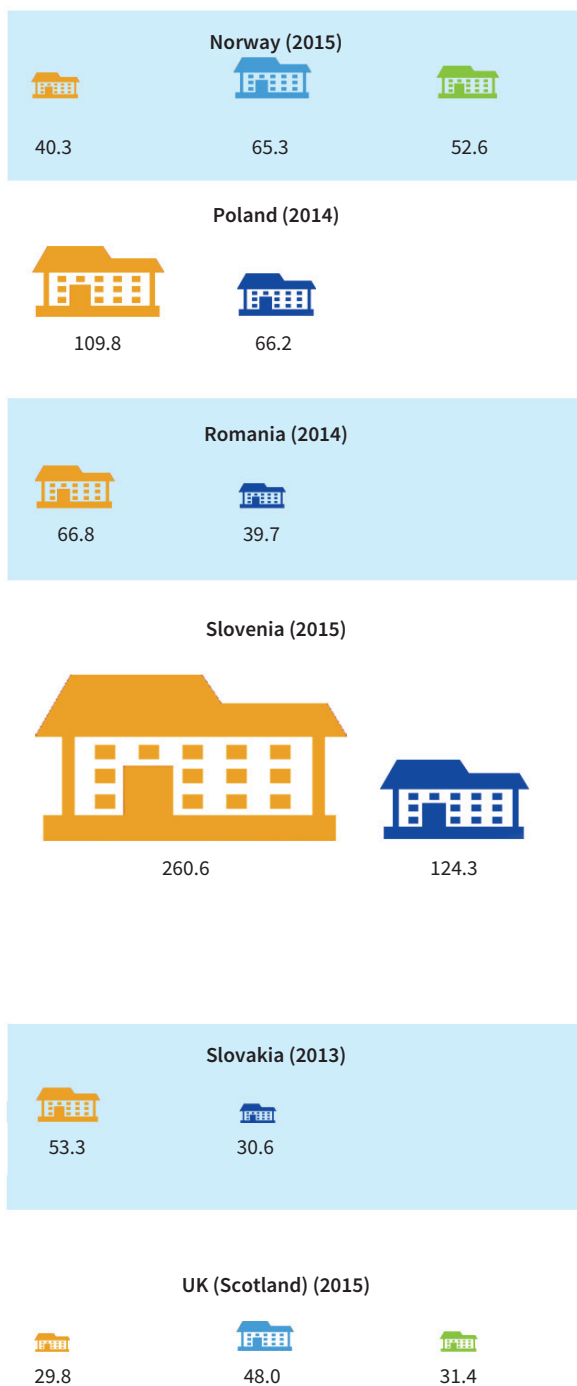 Norway (2015)
40.3 65.3 52.6
Poland (2014)
109.8 66.2
Romania (2014)
66.8 39.7
Slovenia (2015)
260.6 124.3
Slovakia (2013)
53.3 30.6
UK (Scotland) (2015)
29.8 48.0 31.4